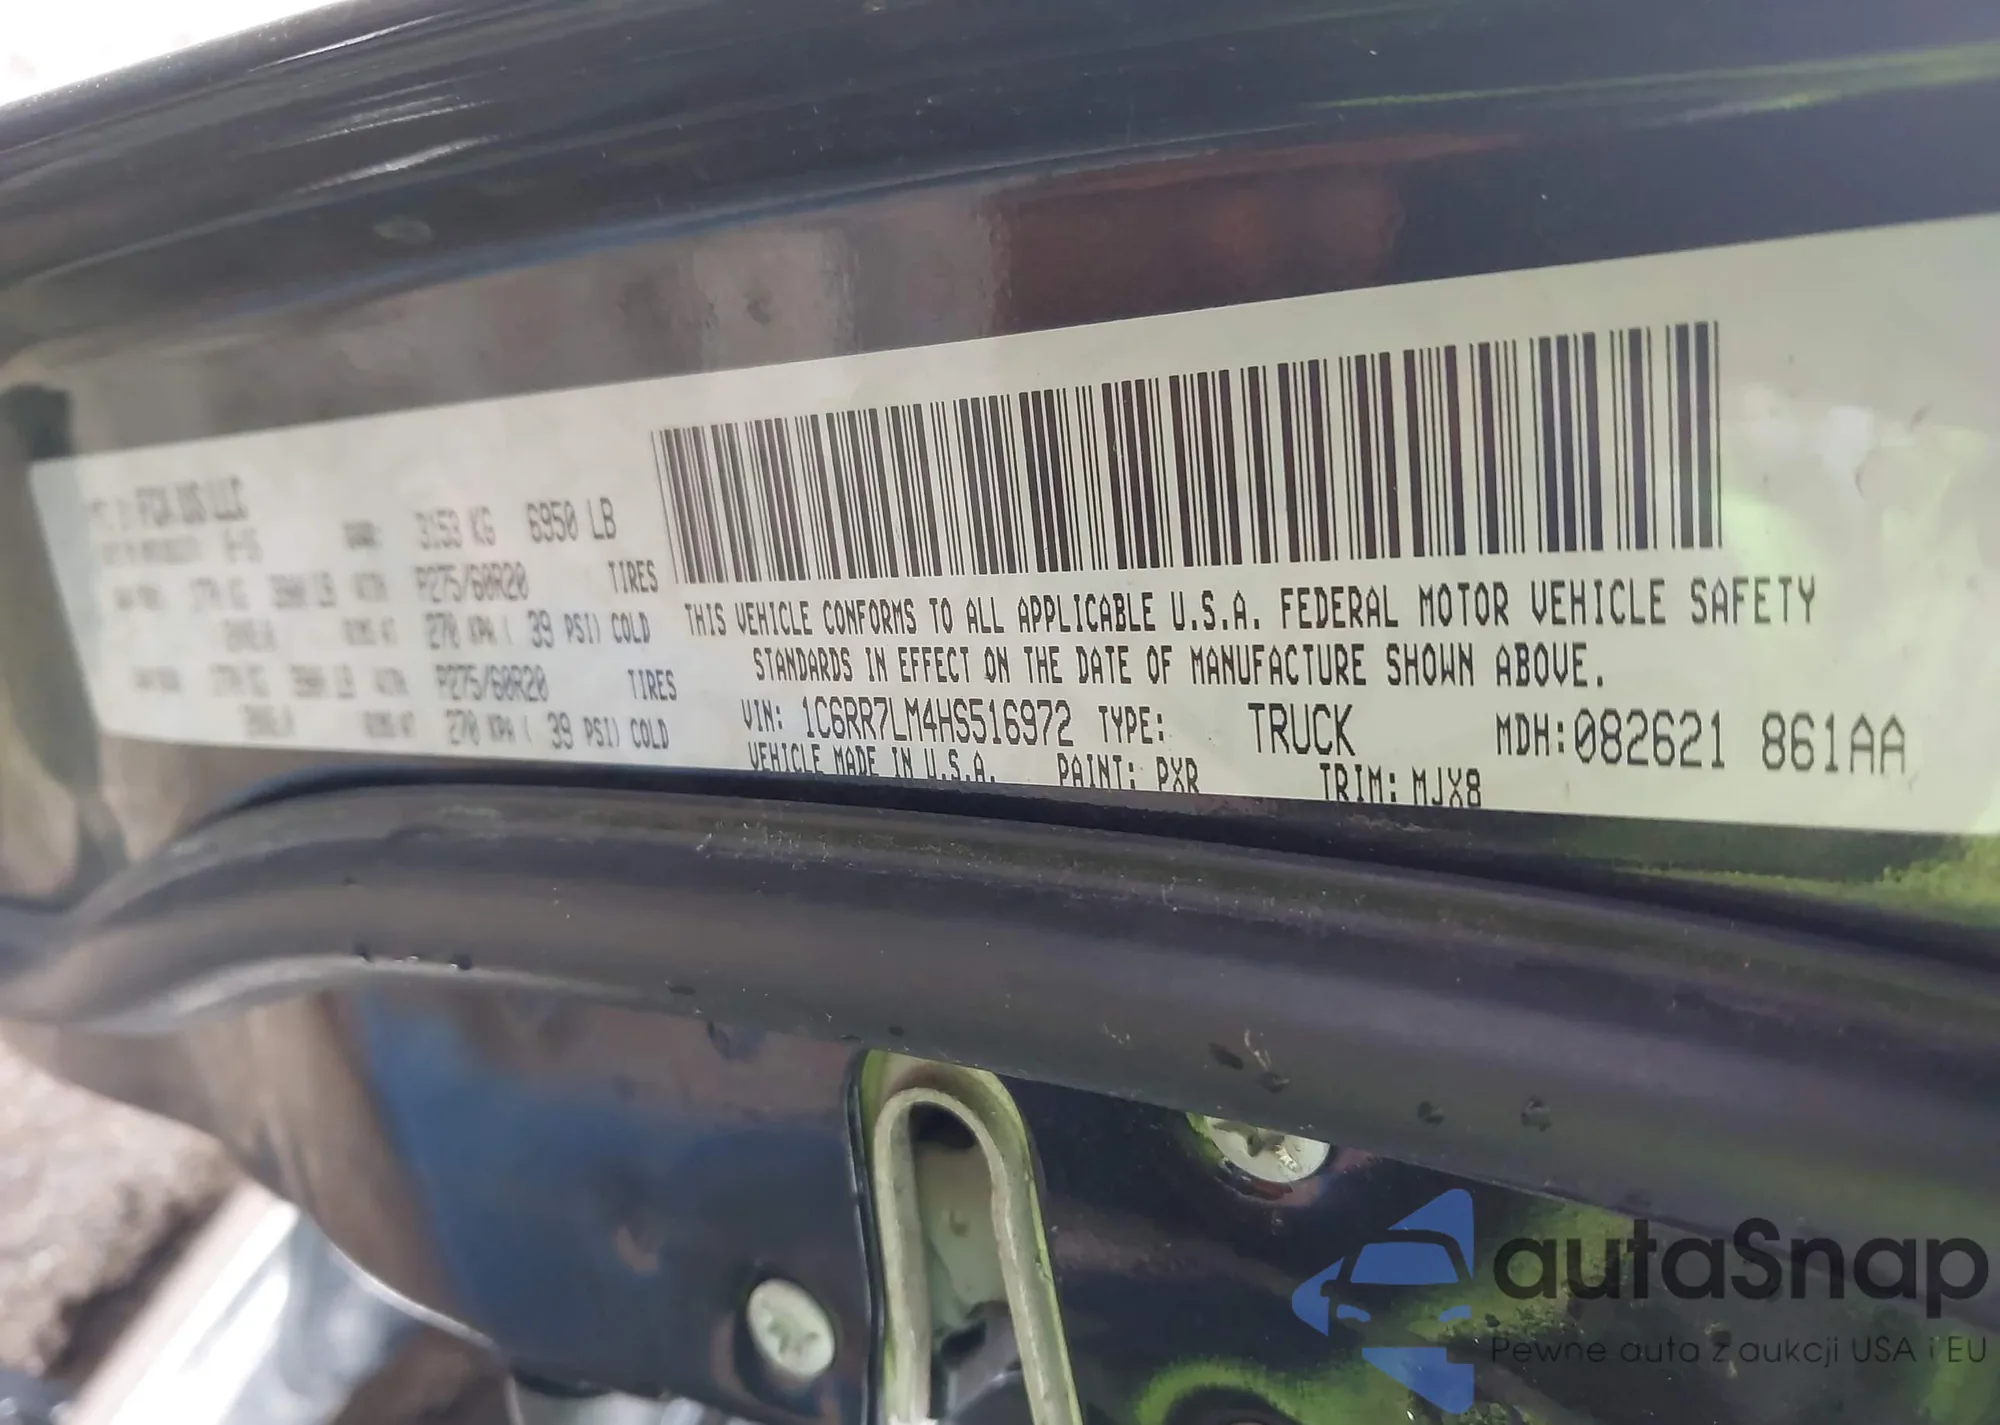 FCA US LLC
3153 KG 6950 LB
P275/60R20 TIRES
270 KPA ( 39 PSI) COLD
P275/60R20 TIRES
270 KPA ( 39 PSI) COLD
THIS VEHICLE CONFORMS TO ALL APPLICABLE U.S.A. FEDERAL MOTOR VEHICLE SAFETY
STANDARDS IN EFFECT ON THE DATE OF MANUFACTURE SHOWN ABOVE.
VIN: 1C6RR7LM4HS516972 TYPE: TRUCK MDH:082621 861AA
VEHICLE MADE IN U.S.A. PAINT: PXR TRIM: MJX8
autaSnap
Pewne auta z aukcji USA i EU